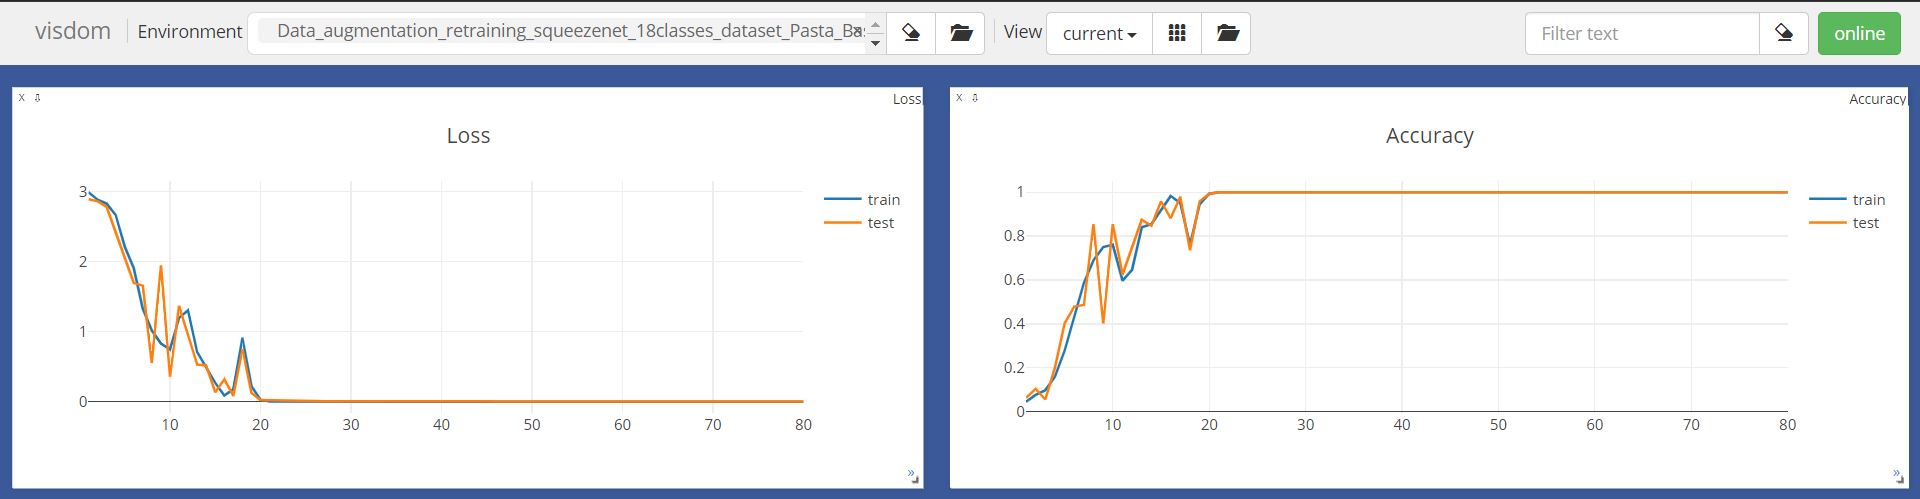 visdom Environment Data_augmentation_retraining_squeezenet_18classes_dataset_Pasta_Bas View current Filter text online
X Loss
Loss
3
2
1
0
10 20 30 40 50 60 70 80
train
test
X Accuracy
Accuracy
1
0.8
0.6
0.4
0.2
0
10 20 30 40 50 60 70 80
train
test